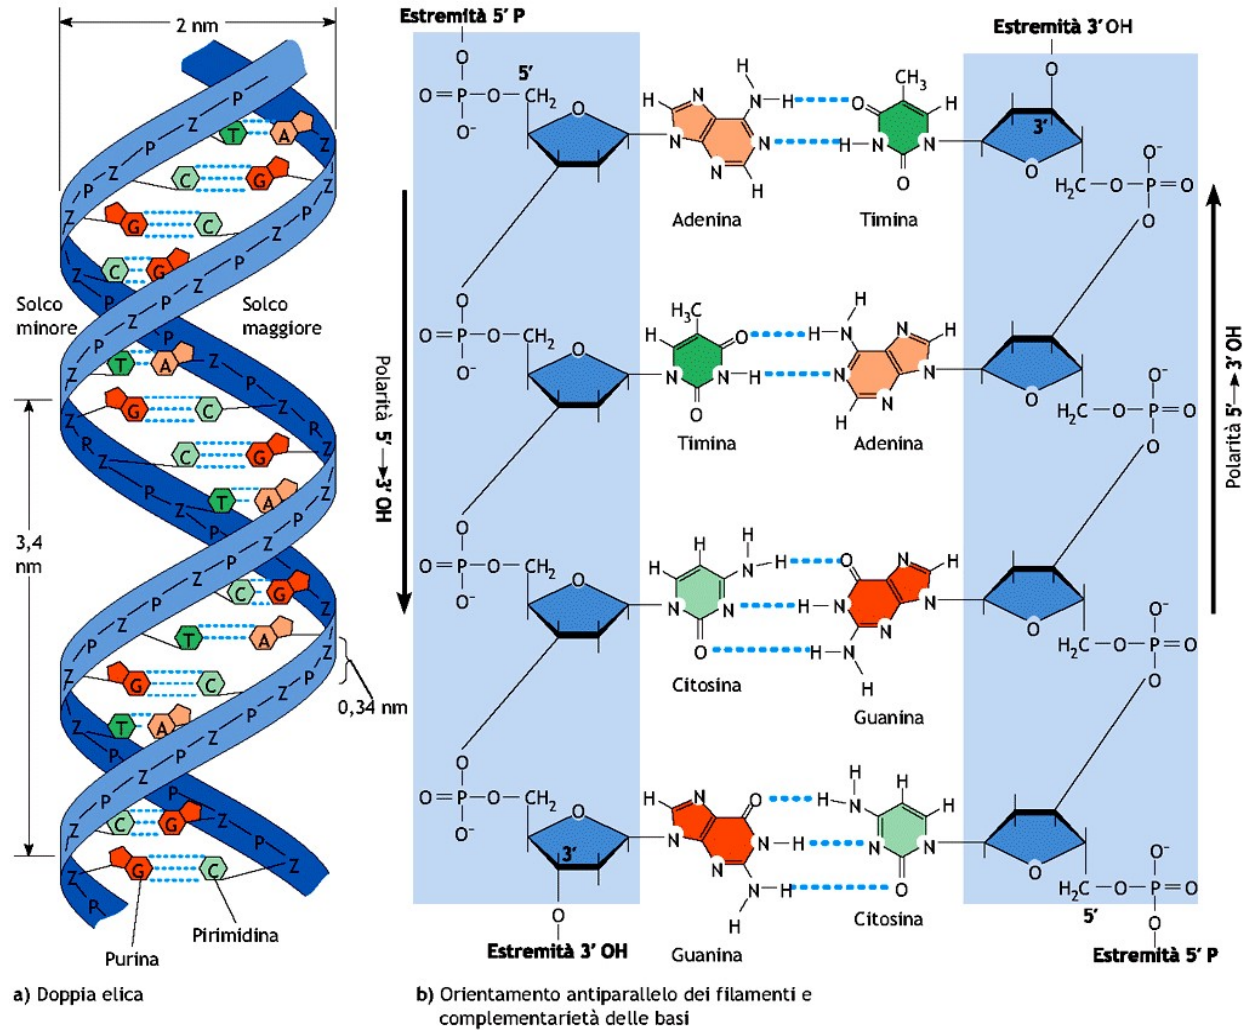 2 nm
Solco
minore
Solco
maggiore
3,4
nm
0,34 nm
Pirimidina
Purina
a) Doppia elica
Estremità 5′ P
Estremità 3′ OH
5′
3′
Adenina
Timina
Polarità 5′ → 3′ OH
Polarità 5′ → 3′ OH
Timina
Adenina
Citosina
Guanina
3′
5′
Guanina
Citosina
Estremità 3′ OH
Estremità 5′ P
b) Orientamento antiparallelo dei filamenti e
complementarietà delle basi